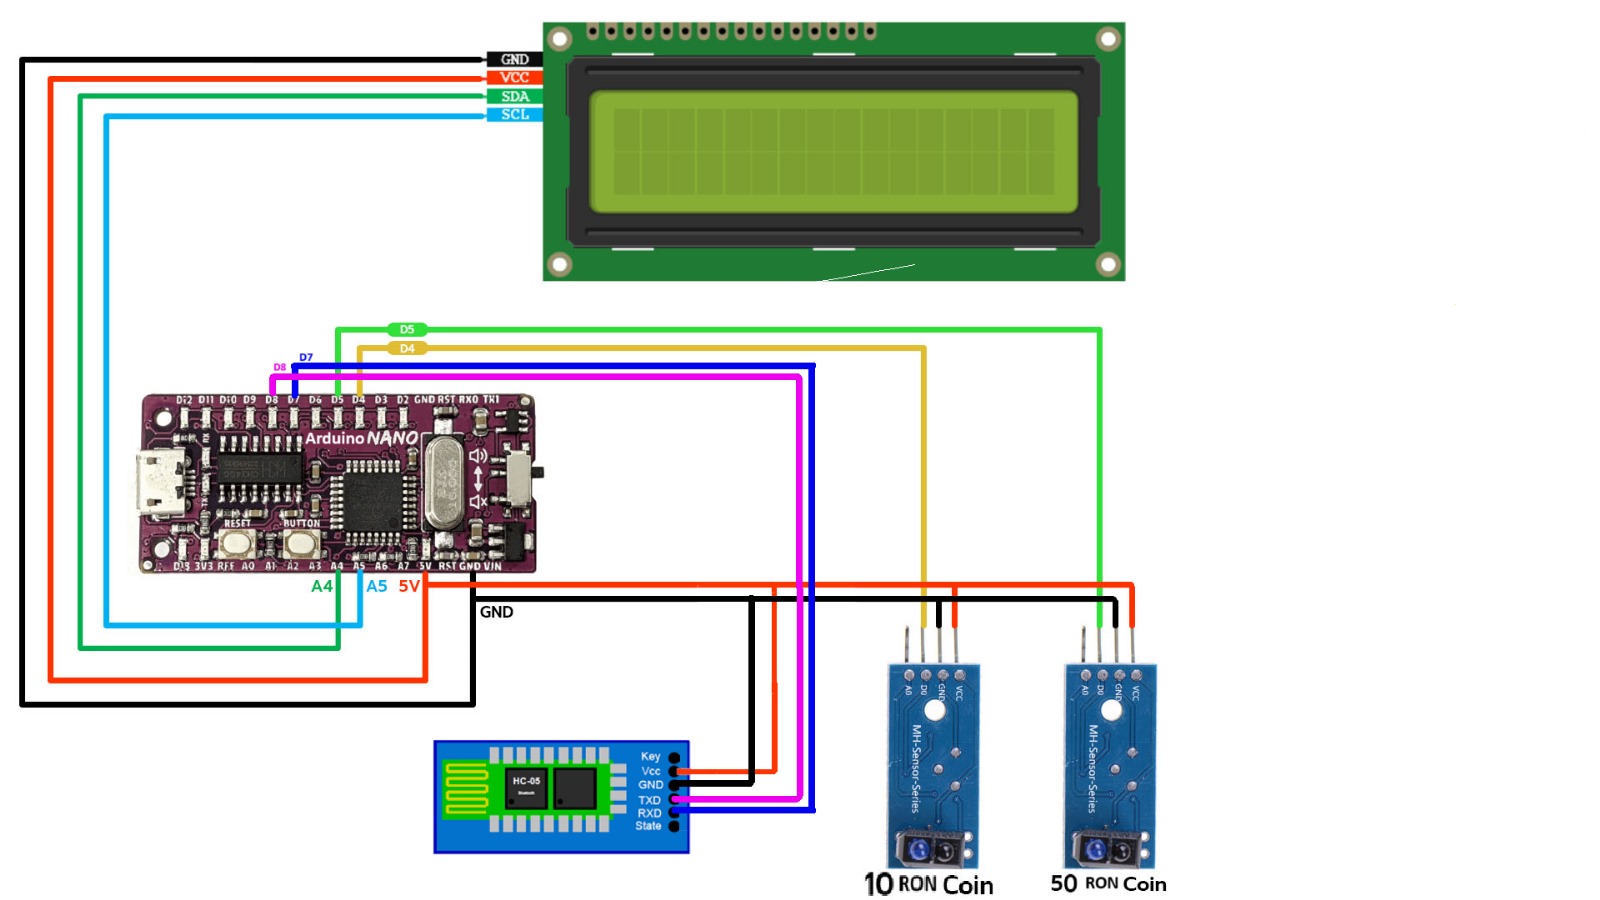 GND
VCC
SDA
SCL
D5
D4
D7
D8
D12 D11 D10 D9 D8 D7 D6 D5 D4 D3 D2 GND RST RX0 TX1
RX
Arduino NANO
TX
RESET
BUTTON
D13 3V3 REF A0 A1 A2 A3 A4 A5 A6 A7 5V RST GND VIN
A4 A5 5V
GND
Key
Vcc
GND
TXD
RXD
State
HC-05
Bluetooth
A0 D0 GND VCC
MH-Sensor-Series
A0 D0 GND VCC
MH-Sensor-Series
10 RON Coin
50 RON Coin